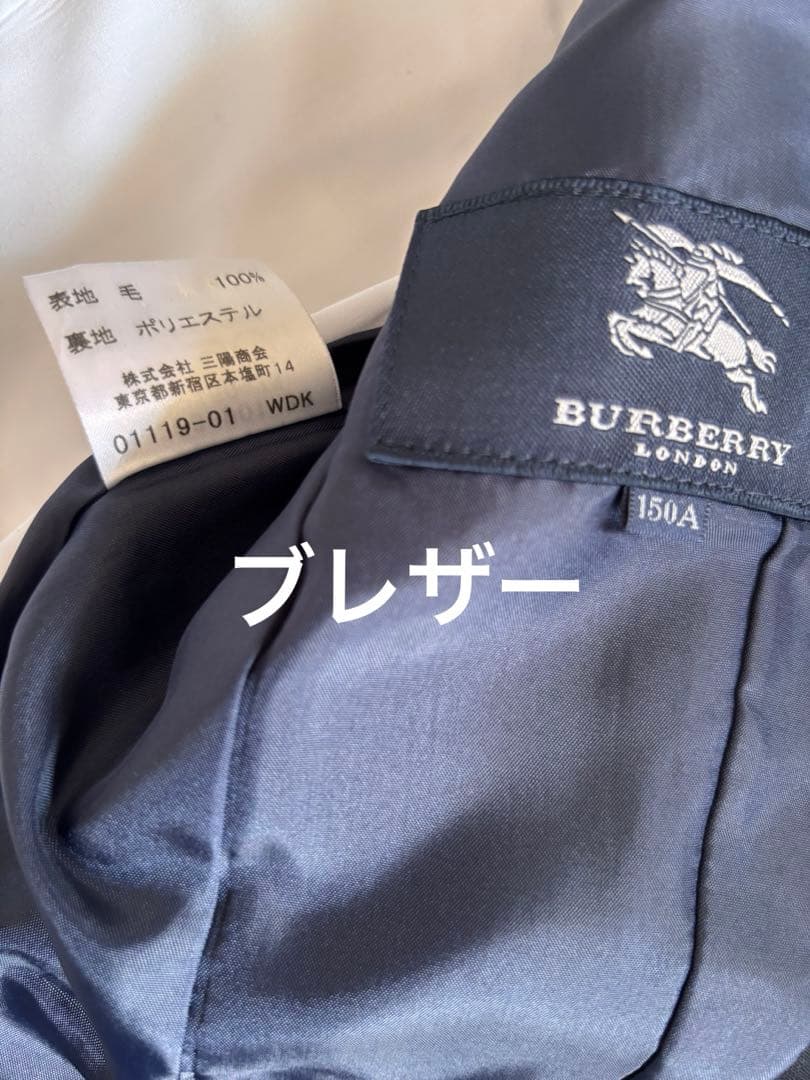 表地 毛 100%
裏地 ポリエステル
株式会社 三陽商会
東京都新宿区本塩町14
01119-01 WDK
BURBERRY
LONDON
150A
ブレザー